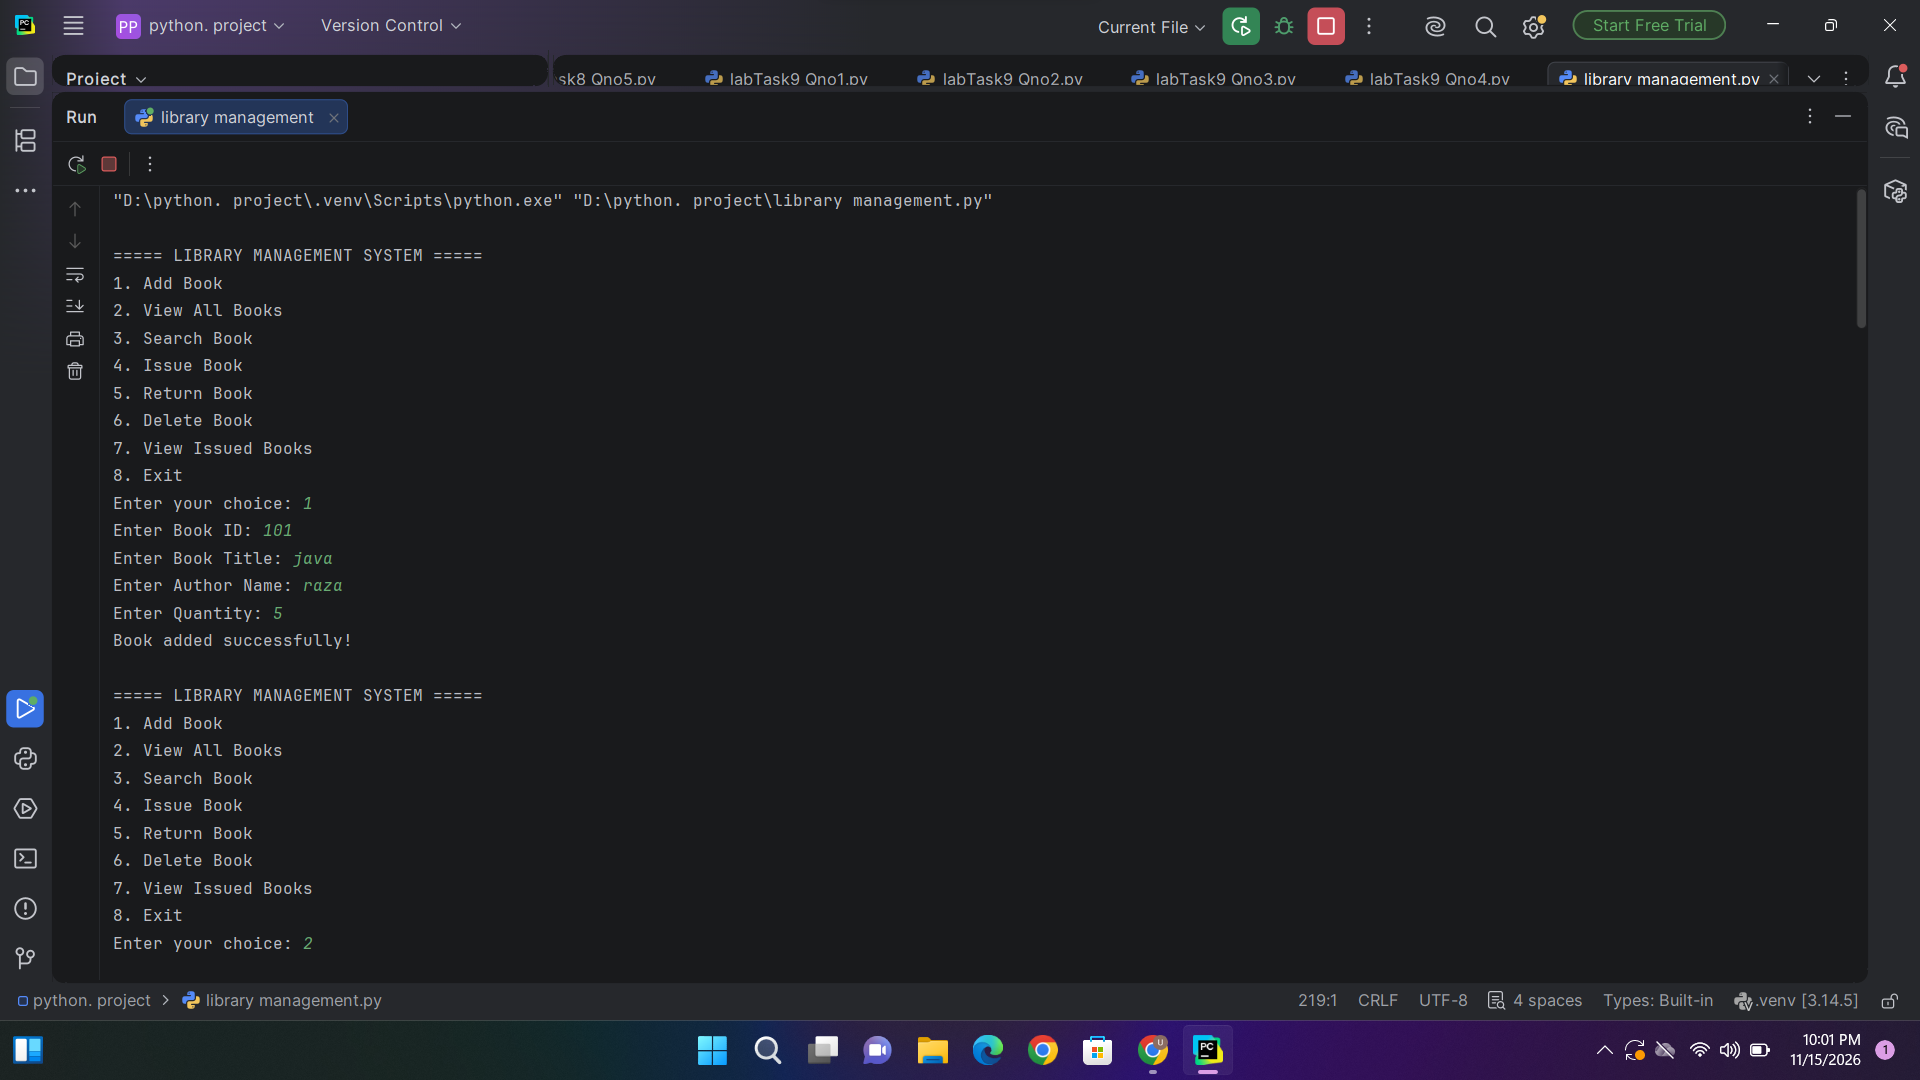 PP python. project Version Control Current File Start Free Trial
Project sk8 Qno5.py labTask9 Qno1.py labTask9 Qno2.py labTask9 Qno3.py labTask9 Qno4.py library management.py
Run library management
"D:\python. project\.venv\Scripts\python.exe" "D:\python. project\library management.py"
===== LIBRARY MANAGEMENT SYSTEM =====
1. Add Book
2. View All Books
3. Search Book
4. Issue Book
5. Return Book
6. Delete Book
7. View Issued Books
8. Exit
Enter your choice: 1
Enter Book ID: 101
Enter Book Title: java
Enter Author Name: raza
Enter Quantity: 5
Book added successfully!
===== LIBRARY MANAGEMENT SYSTEM =====
1. Add Book
2. View All Books
3. Search Book
4. Issue Book
5. Return Book
6. Delete Book
7. View Issued Books
8. Exit
Enter your choice: 2
python. project > library management.py 219:1 CRLF UTF-8 4 spaces Types: Built-in .venv [3.14.5]
10:01 PM
11/15/2026
1